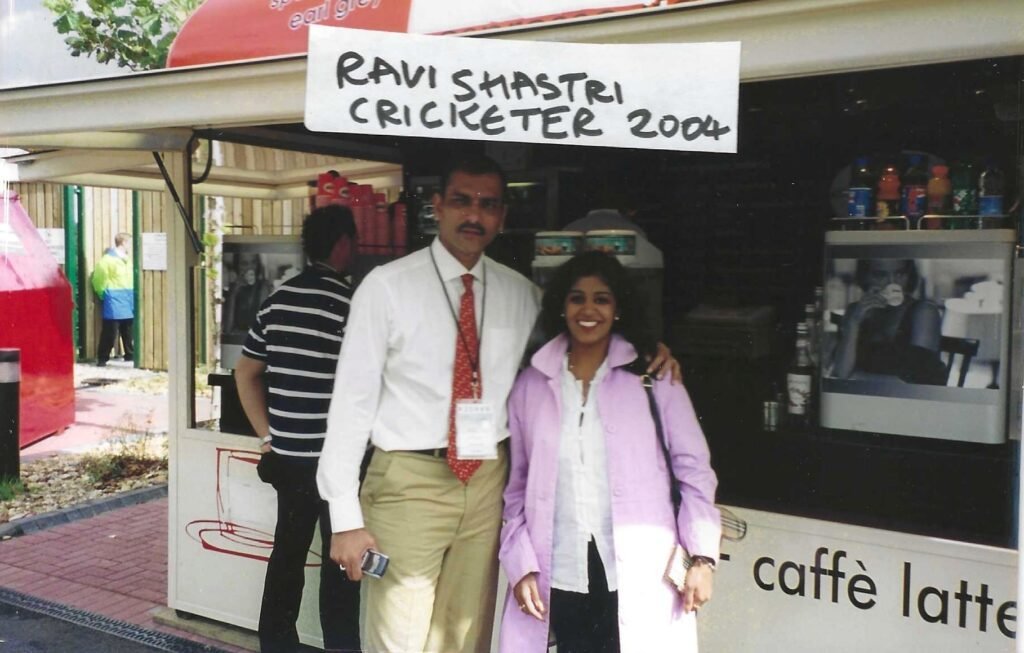 earl grey
RAVI SHASTRI
CRICKETER 2004
caffè latte